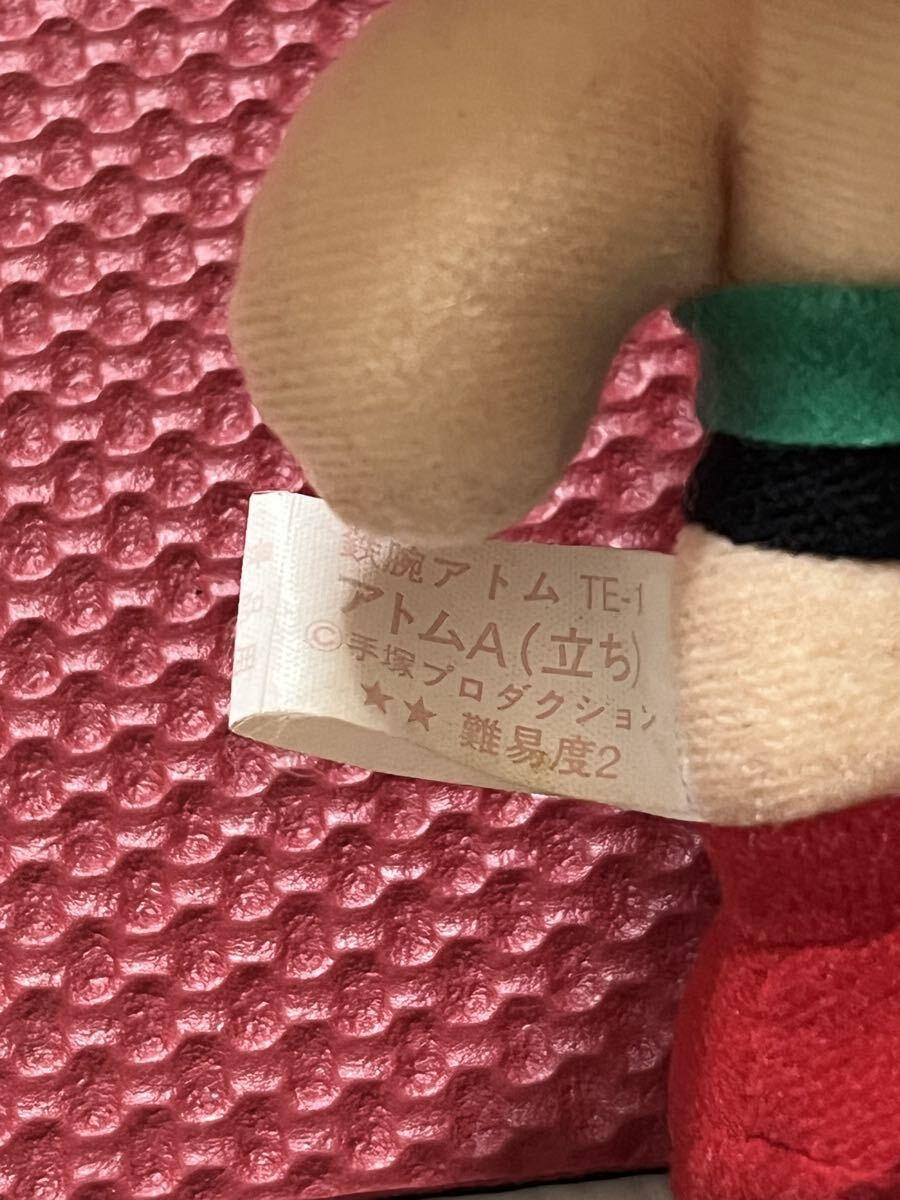 鉄腕アトム TE-1
アトムA(立ち)
©手塚プロダクション
★★ 難易度2